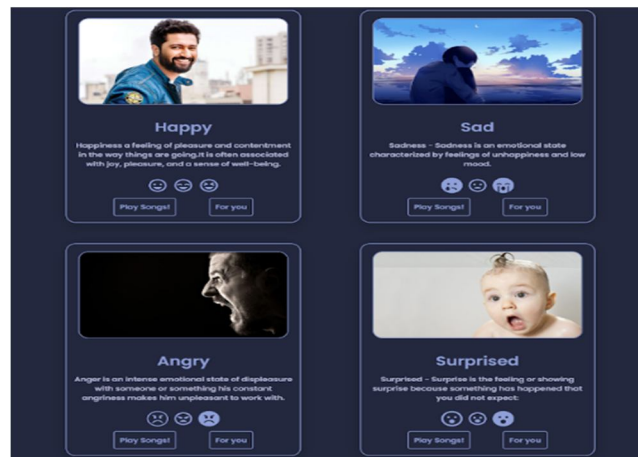 Happy
Happiness a feeling of pleasure and contentment
in the way things are going.It is often associated
with joy, pleasure, and a sense of well-being.
Play Songs!
For you
Sad
Sadness - Sadness is an emotional state
characterized by feelings of unhappiness and low
mood.
Play Songs!
For you
Angry
Anger is an intense emotional state of displeasure
with someone or something his constant
angriness makes him unpleasant to work with.
Play Songs!
For you
Surprised
Surprised - Surprise is the feeling or showing
surprise because something has happened that
you did not expect:
Play Songs!
For you